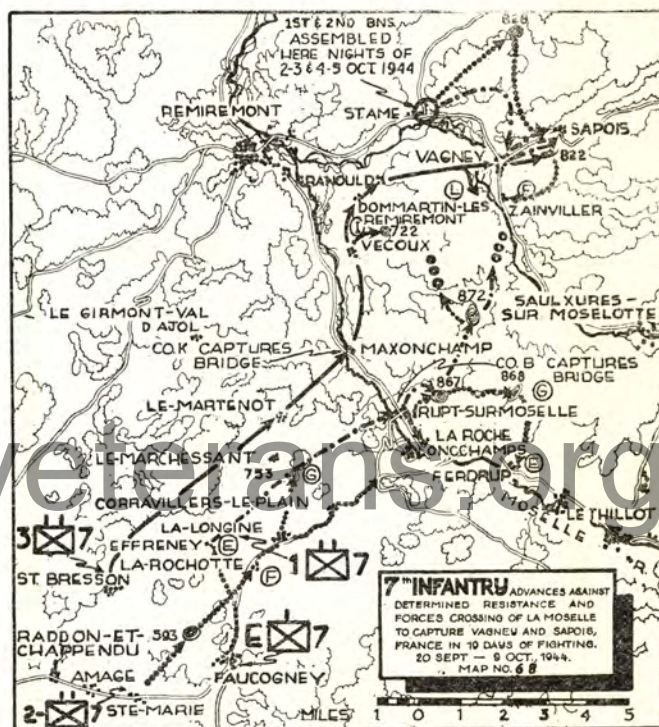 1ST & 2ND BNS.
ASSEMBLED
HERE NIGHTS OF
2-3 & 4-5 OCT. 1944
828
REMIREMONT
ST. AME
SAPOIS
VAGNEY
822
RANOULD
L
F
DOMMARTIN-LES
REMIREMONT
ZAINVILLER
722
VECOUX
LE GIRMONT-VAL
D AJOL
872
SAULXURES-
SUR MOSELOTTE
CO. K CAPTURES
BRIDGE
MAXONCHAMP
CO. B CAPTURES
BRIDGE
867
868
G
LE-MARTENOT
RUPT-SUR MOSELLE
LE-MARCHESSANT
LA ROCHE
ONCCHAMPS
753
G
FERDRUP
E
CORRAVILLERS-LE-PLAIN
MOSELLE R.
LE THILLOT
veterans.org
LA-LONGINE
3 7
EFFRENEY
E
1 7
LA-ROCHOTTE
F
ST. BRESSON
7TH INFANTRY ADVANCES AGAINST
DETERMINED RESISTANCE AND
FORCES CROSSING OF LA MOSELLE
TO CAPTURE VAGNEY AND SAPOIS,
FRANCE IN 19 DAYS OF FIGHTING.
20 SEPT — 9 OCT, 1944.
MAP NO. 68
RADDON-ET-
CHAPPENDU
593
E 7
AMAGE
FAUCOGNEY
2 7
STE-MARIE
MILES 1 0 1 2 3 4 5